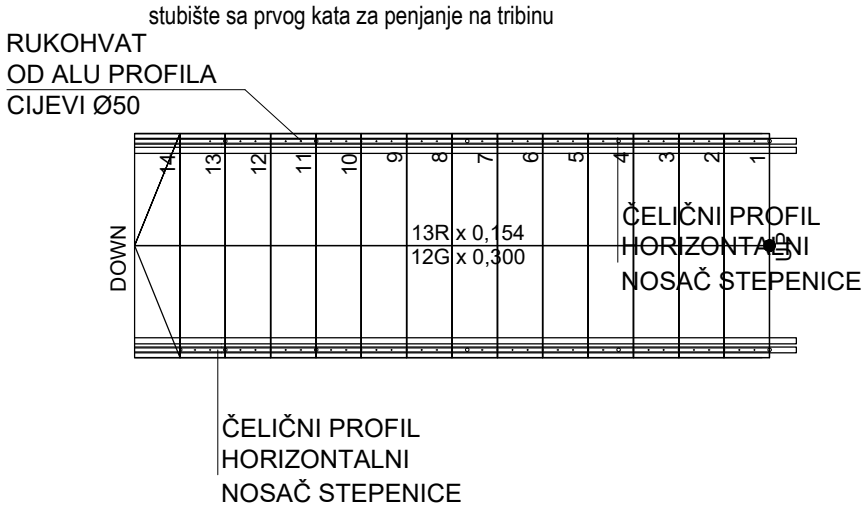 stubište sa prvog kata za penjanje na tribinu
RUKOHVAT
OD ALU PROFILA
CIJEVI Ø50
14 13 12 11 10 9 8 7 6 5 4 3 2 1
DOWN
13R x 0,154
12G x 0,300
ČELIČNI PROFIL
HORIZONTALNI
NOSAČ STEPENICE
UP
ČELIČNI PROFIL
HORIZONTALNI
NOSAČ STEPENICE